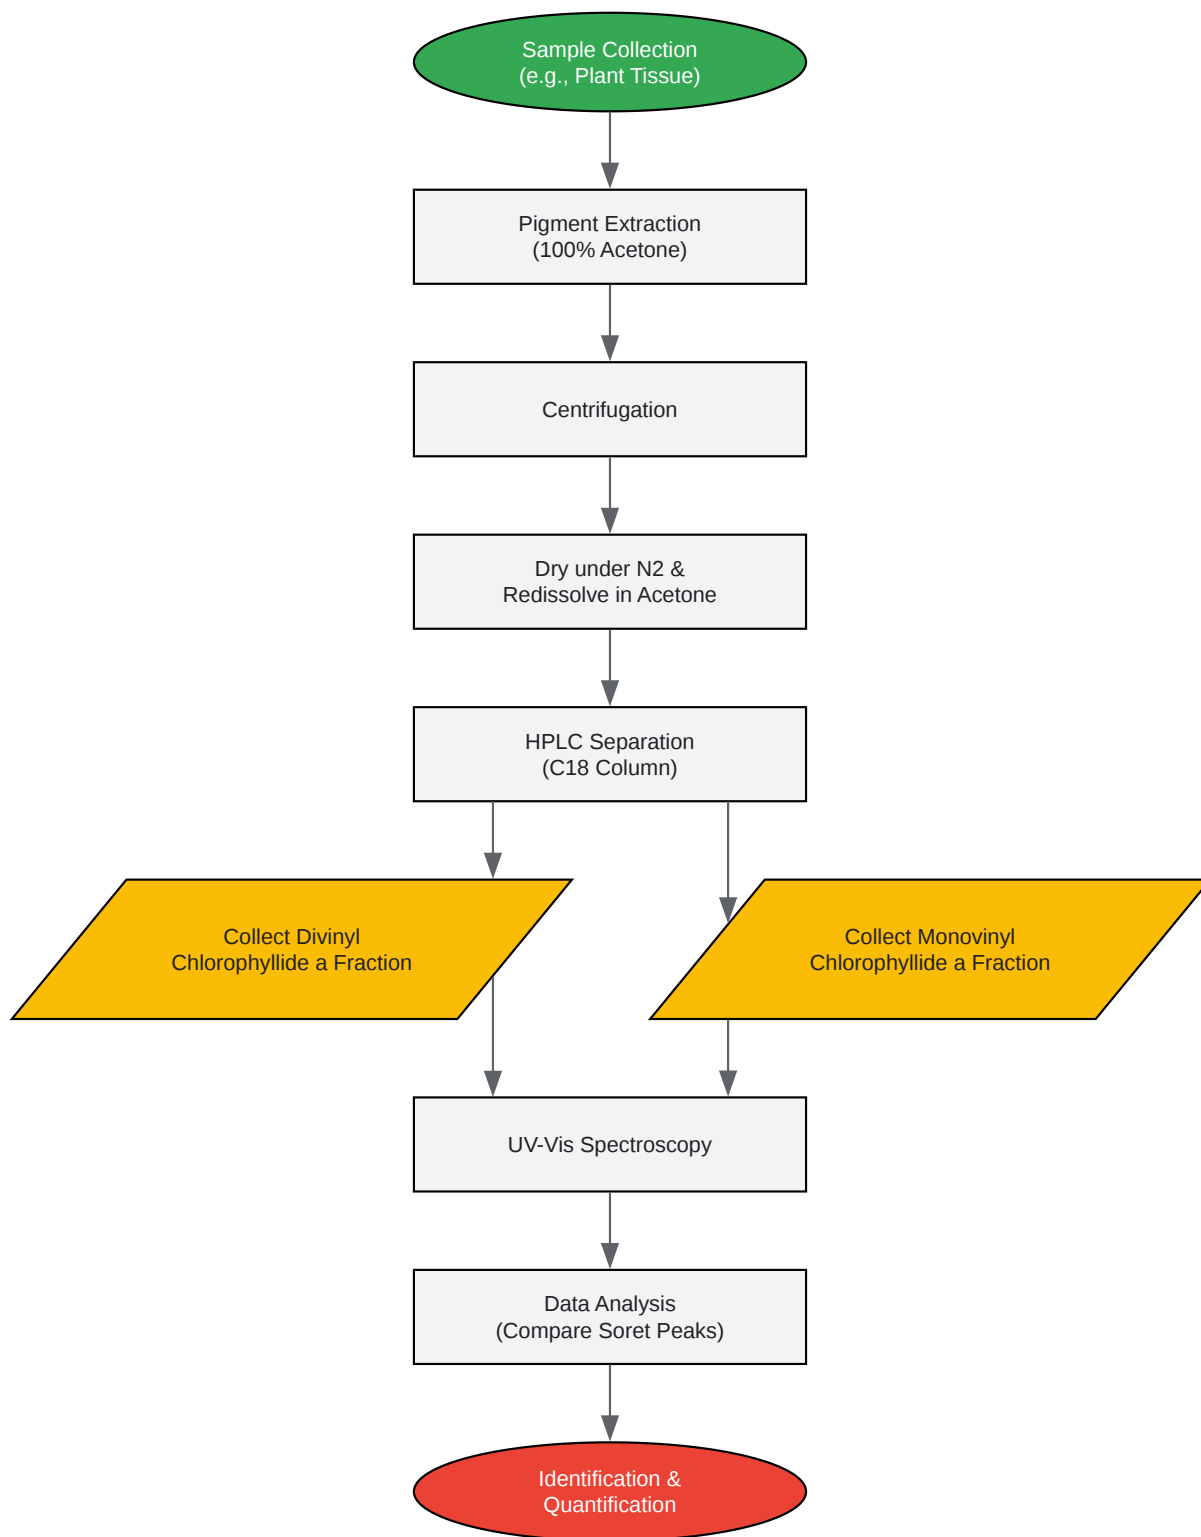 Sample Collection
(e.g., Plant Tissue)
Pigment Extraction
(100% Acetone)
Centrifugation
Dry under N2 &
Redissolve in Acetone
HPLC Separation
(C18 Column)
Collect Divinyl
Chlorophyllide a Fraction
Collect Monovinyl
Chlorophyllide a Fraction
UV-Vis Spectroscopy
Data Analysis
(Compare Soret Peaks)
Identification &
Quantification